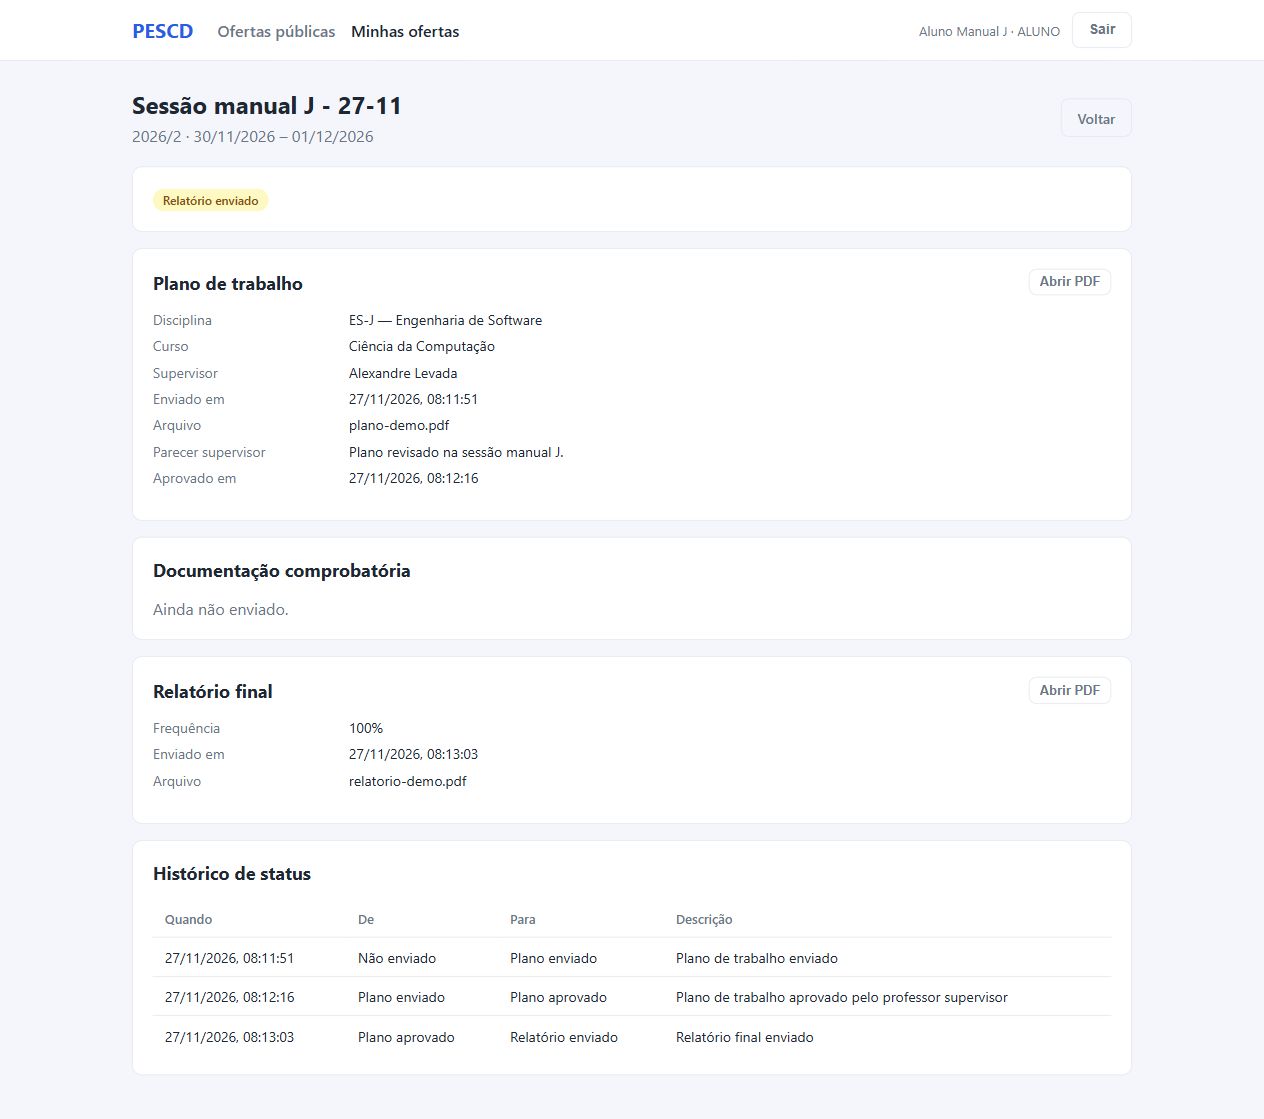 PESCD Ofertas públicas Minhas ofertas Aluno Manual J · ALUNO Sair
Sessão manual J - 27-11
2026/2 · 30/11/2026 – 01/12/2026
Voltar
Relatório enviado
Plano de trabalho Abrir PDF
Disciplina ES-J — Engenharia de Software
Curso Ciência da Computação
Supervisor Alexandre Levada
Enviado em 27/11/2026, 08:11:51
Arquivo plano-demo.pdf
Parecer supervisor Plano revisado na sessão manual J.
Aprovado em 27/11/2026, 08:12:16
Documentação comprobatória
Ainda não enviado.
Relatório final Abrir PDF
Frequência 100%
Enviado em 27/11/2026, 08:13:03
Arquivo relatorio-demo.pdf
Histórico de status
Quando De Para Descrição
27/11/2026, 08:11:51 Não enviado Plano enviado Plano de trabalho enviado
27/11/2026, 08:12:16 Plano enviado Plano aprovado Plano de trabalho aprovado pelo professor supervisor
27/11/2026, 08:13:03 Plano aprovado Relatório enviado Relatório final enviado